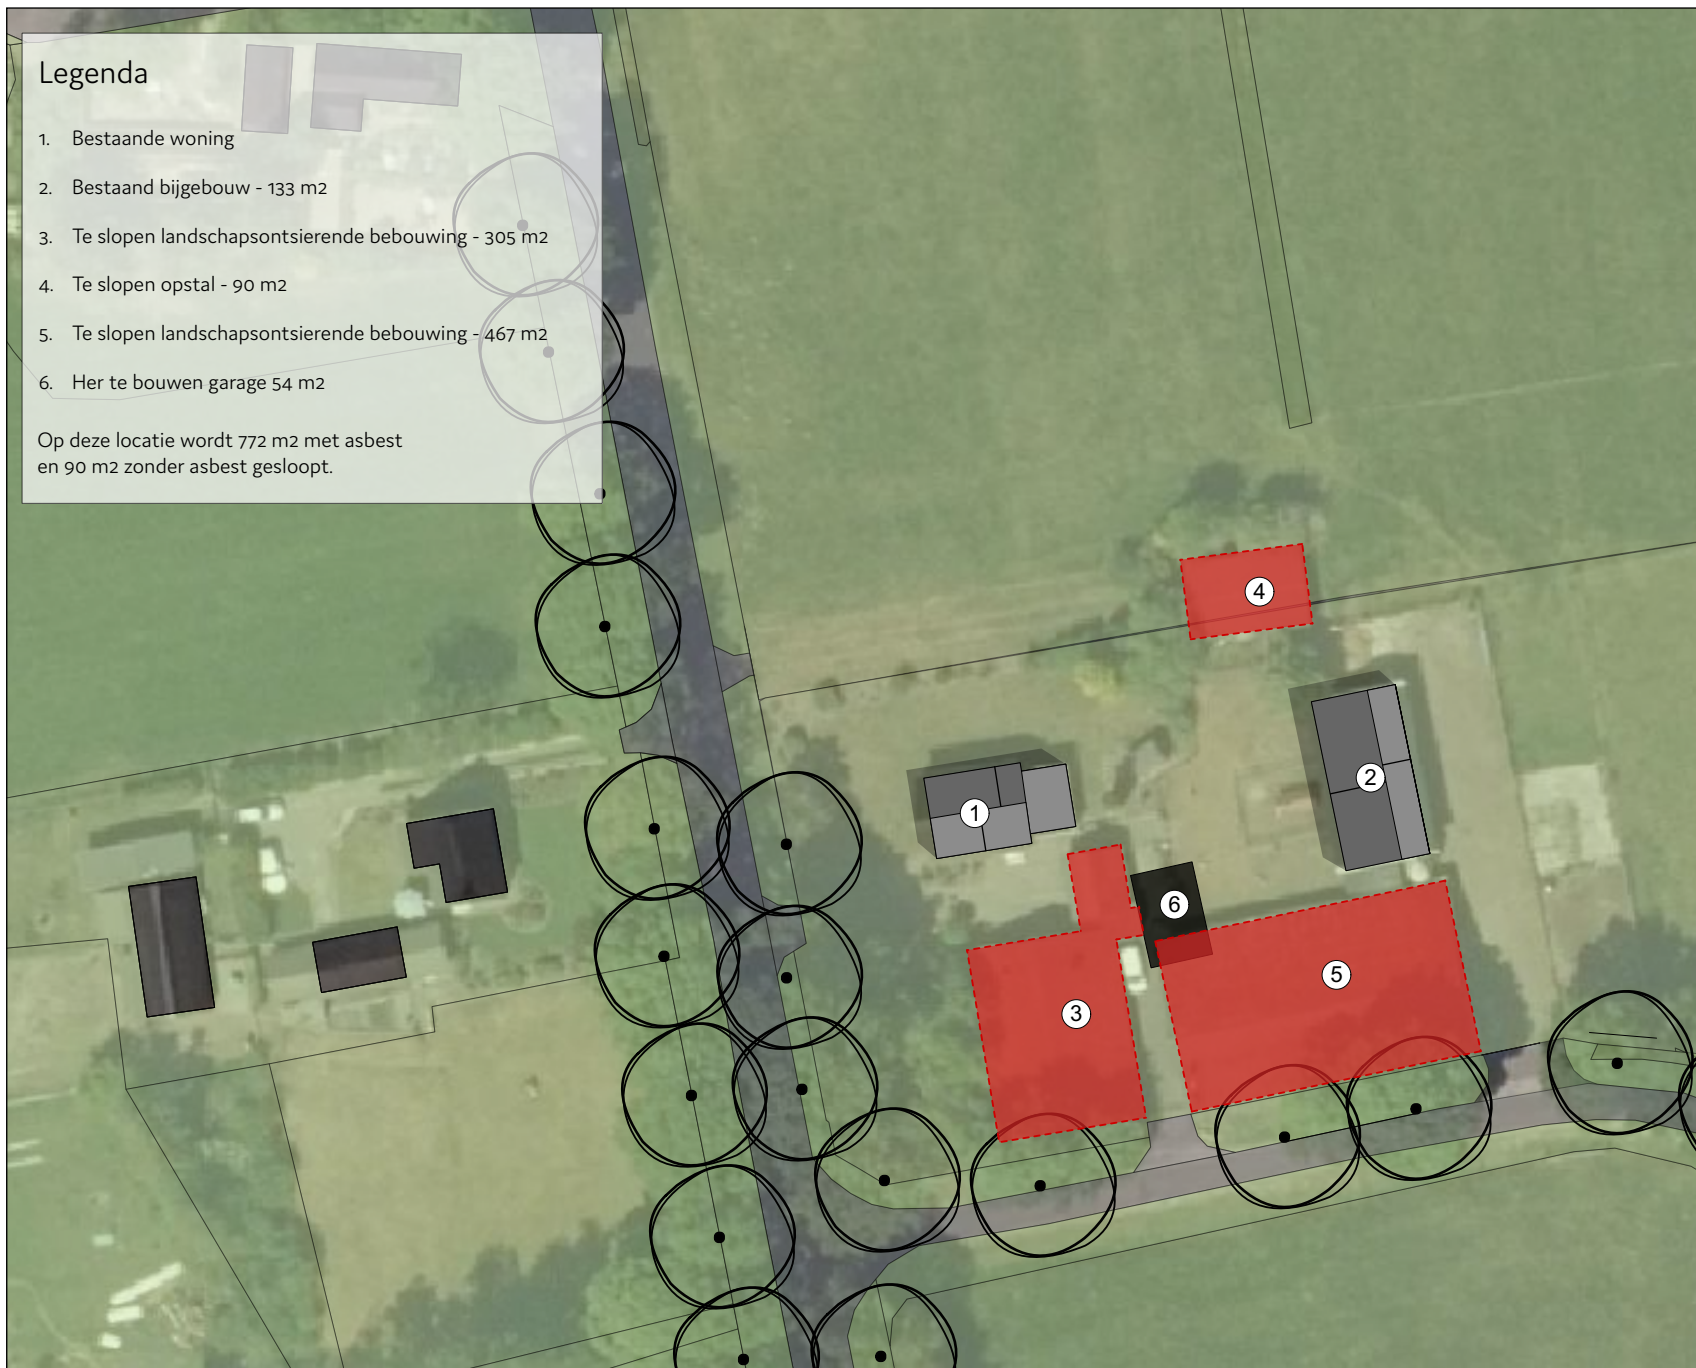 Legenda
1. Bestaande woning
2. Bestaand bijgebouw - 133 m2
3. Te slopen landschapsontsierende bebouwing - 305 m2
4. Te slopen opstal - 90 m2
5. Te slopen landschapsontsierende bebouwing - 467 m2
6. Her te bouwen garage 54 m2
Op deze locatie wordt 772 m2 met asbest
en 90 m2 zonder asbest gesloopt.
4
2
1
6
5
3